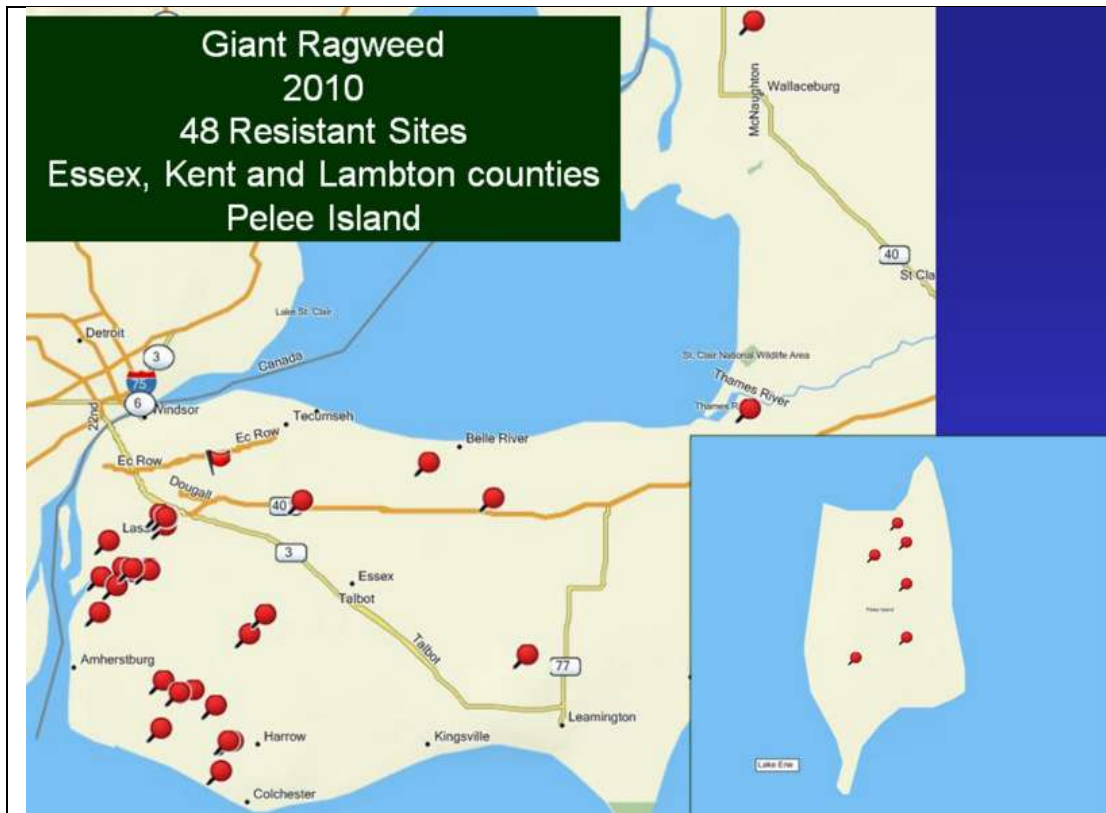 Giant Ragweed
2010
48 Resistant Sites
Essex, Kent and Lambton counties
Pelee Island
McNaughton
Wallaceburg
40
St Cla
Lake St. Clair
Detroit
3
Canada
St. Clair National Wildlife Area
75
6
Windsor
22nd
Thames River
Thames R
Tecumseh
Ec Row
Belle River
Ec Row
Dougall
40
Lass
3
Essex
Talbot
Talbot
Amherstburg
77
Leamington
Harrow
Kingsville
Colchester
Pelee Island
Lake Erie